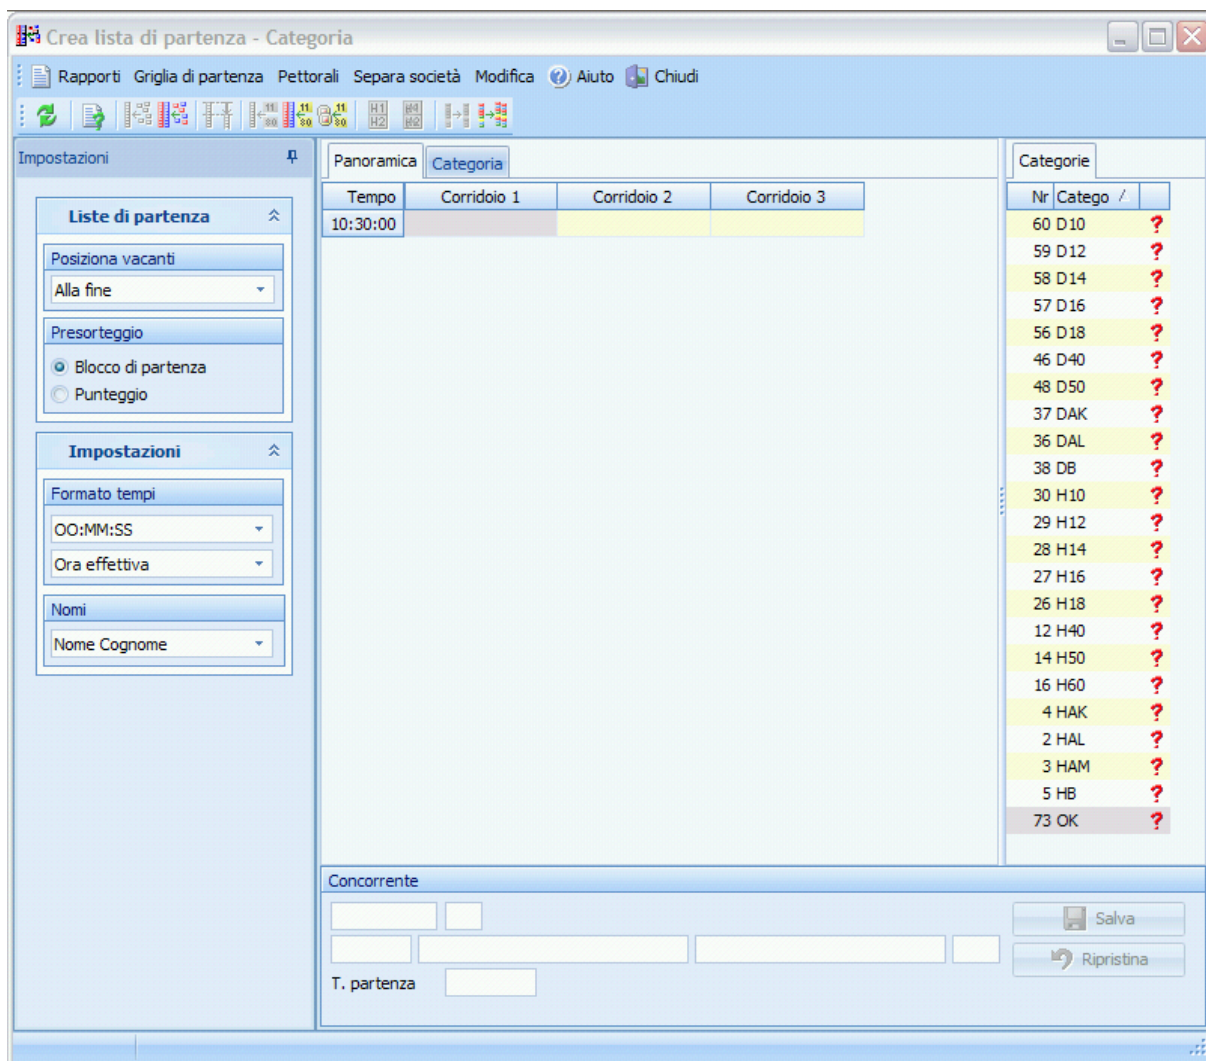 Crea lista di partenza - Categoria
Rapporti Griglia di partenza Pettorali Separa società Modifica Aiuto Chiudi
Impostazioni
Liste di partenza
Posiziona vacanti
Alla fine
Presorteggio
Blocco di partenza
Punteggio
Impostazioni
Formato tempi
OO:MM:SS
Ora effettiva
Nomi
Nome Cognome
Panoramica Categoria
Tempo Corridoio 1 Corridoio 2 Corridoio 3
10:30:00
Categorie
Nr Catego
60 D10 ?
59 D12 ?
58 D14 ?
57 D16 ?
56 D18 ?
46 D40 ?
48 D50 ?
37 DAK ?
36 DAL ?
38 DB ?
30 H10 ?
29 H12 ?
28 H14 ?
27 H16 ?
26 H18 ?
12 H40 ?
14 H50 ?
16 H60 ?
4 HAK ?
2 HAL ?
3 HAM ?
5 HB ?
73 OK ?
Concorrente
T. partenza
Salva
Ripristina